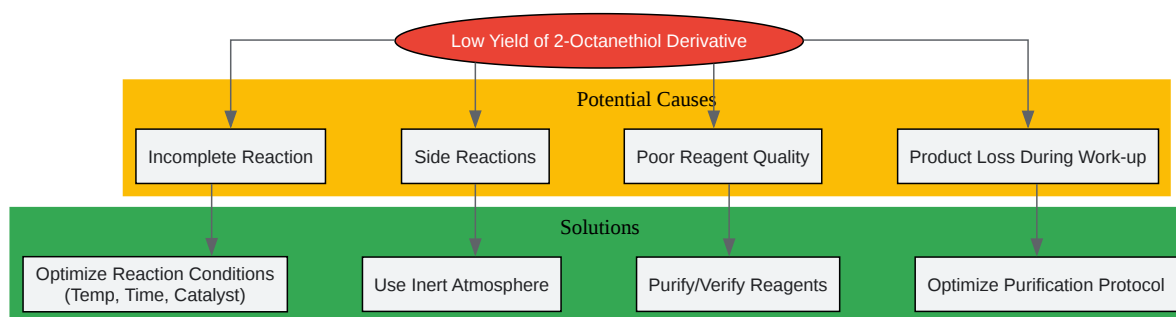 Low Yield of 2-Octanethiol Derivative
Potential Causes
Incomplete Reaction
Side Reactions
Poor Reagent Quality
Product Loss During Work-up
Solutions
Optimize Reaction Conditions
(Temp, Time, Catalyst)
Use Inert Atmosphere
Purify/Verify Reagents
Optimize Purification Protocol